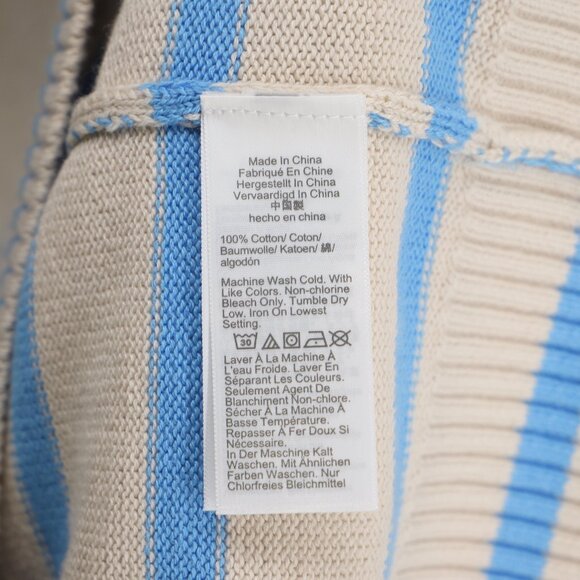 Made In China
Fabriqué En Chine
Hergestellt In China
Vervaardigd In China
中国製
hecho en china
100% Cotton/ Coton/
Baumwolle/ Katoen/ 綿/
algodón
Machine Wash Cold. With
Like Colors. Non-chlorine
Bleach Only. Tumble Dry
Low. Iron On Lowest
Setting.
30
Laver À La Machine À
L'eau Froide. Laver En
Séparant Les Couleurs.
Seulement Agent De
Blanchiment Non-chlore.
Sécher À La Machine À
Basse Température.
Repasser À Fer Doux Si
Nécessaire.
In Der Maschine Kalt
Waschen. Mit Ähnlichen
Farben Waschen. Nur
Chlorfreies Bleichmittel